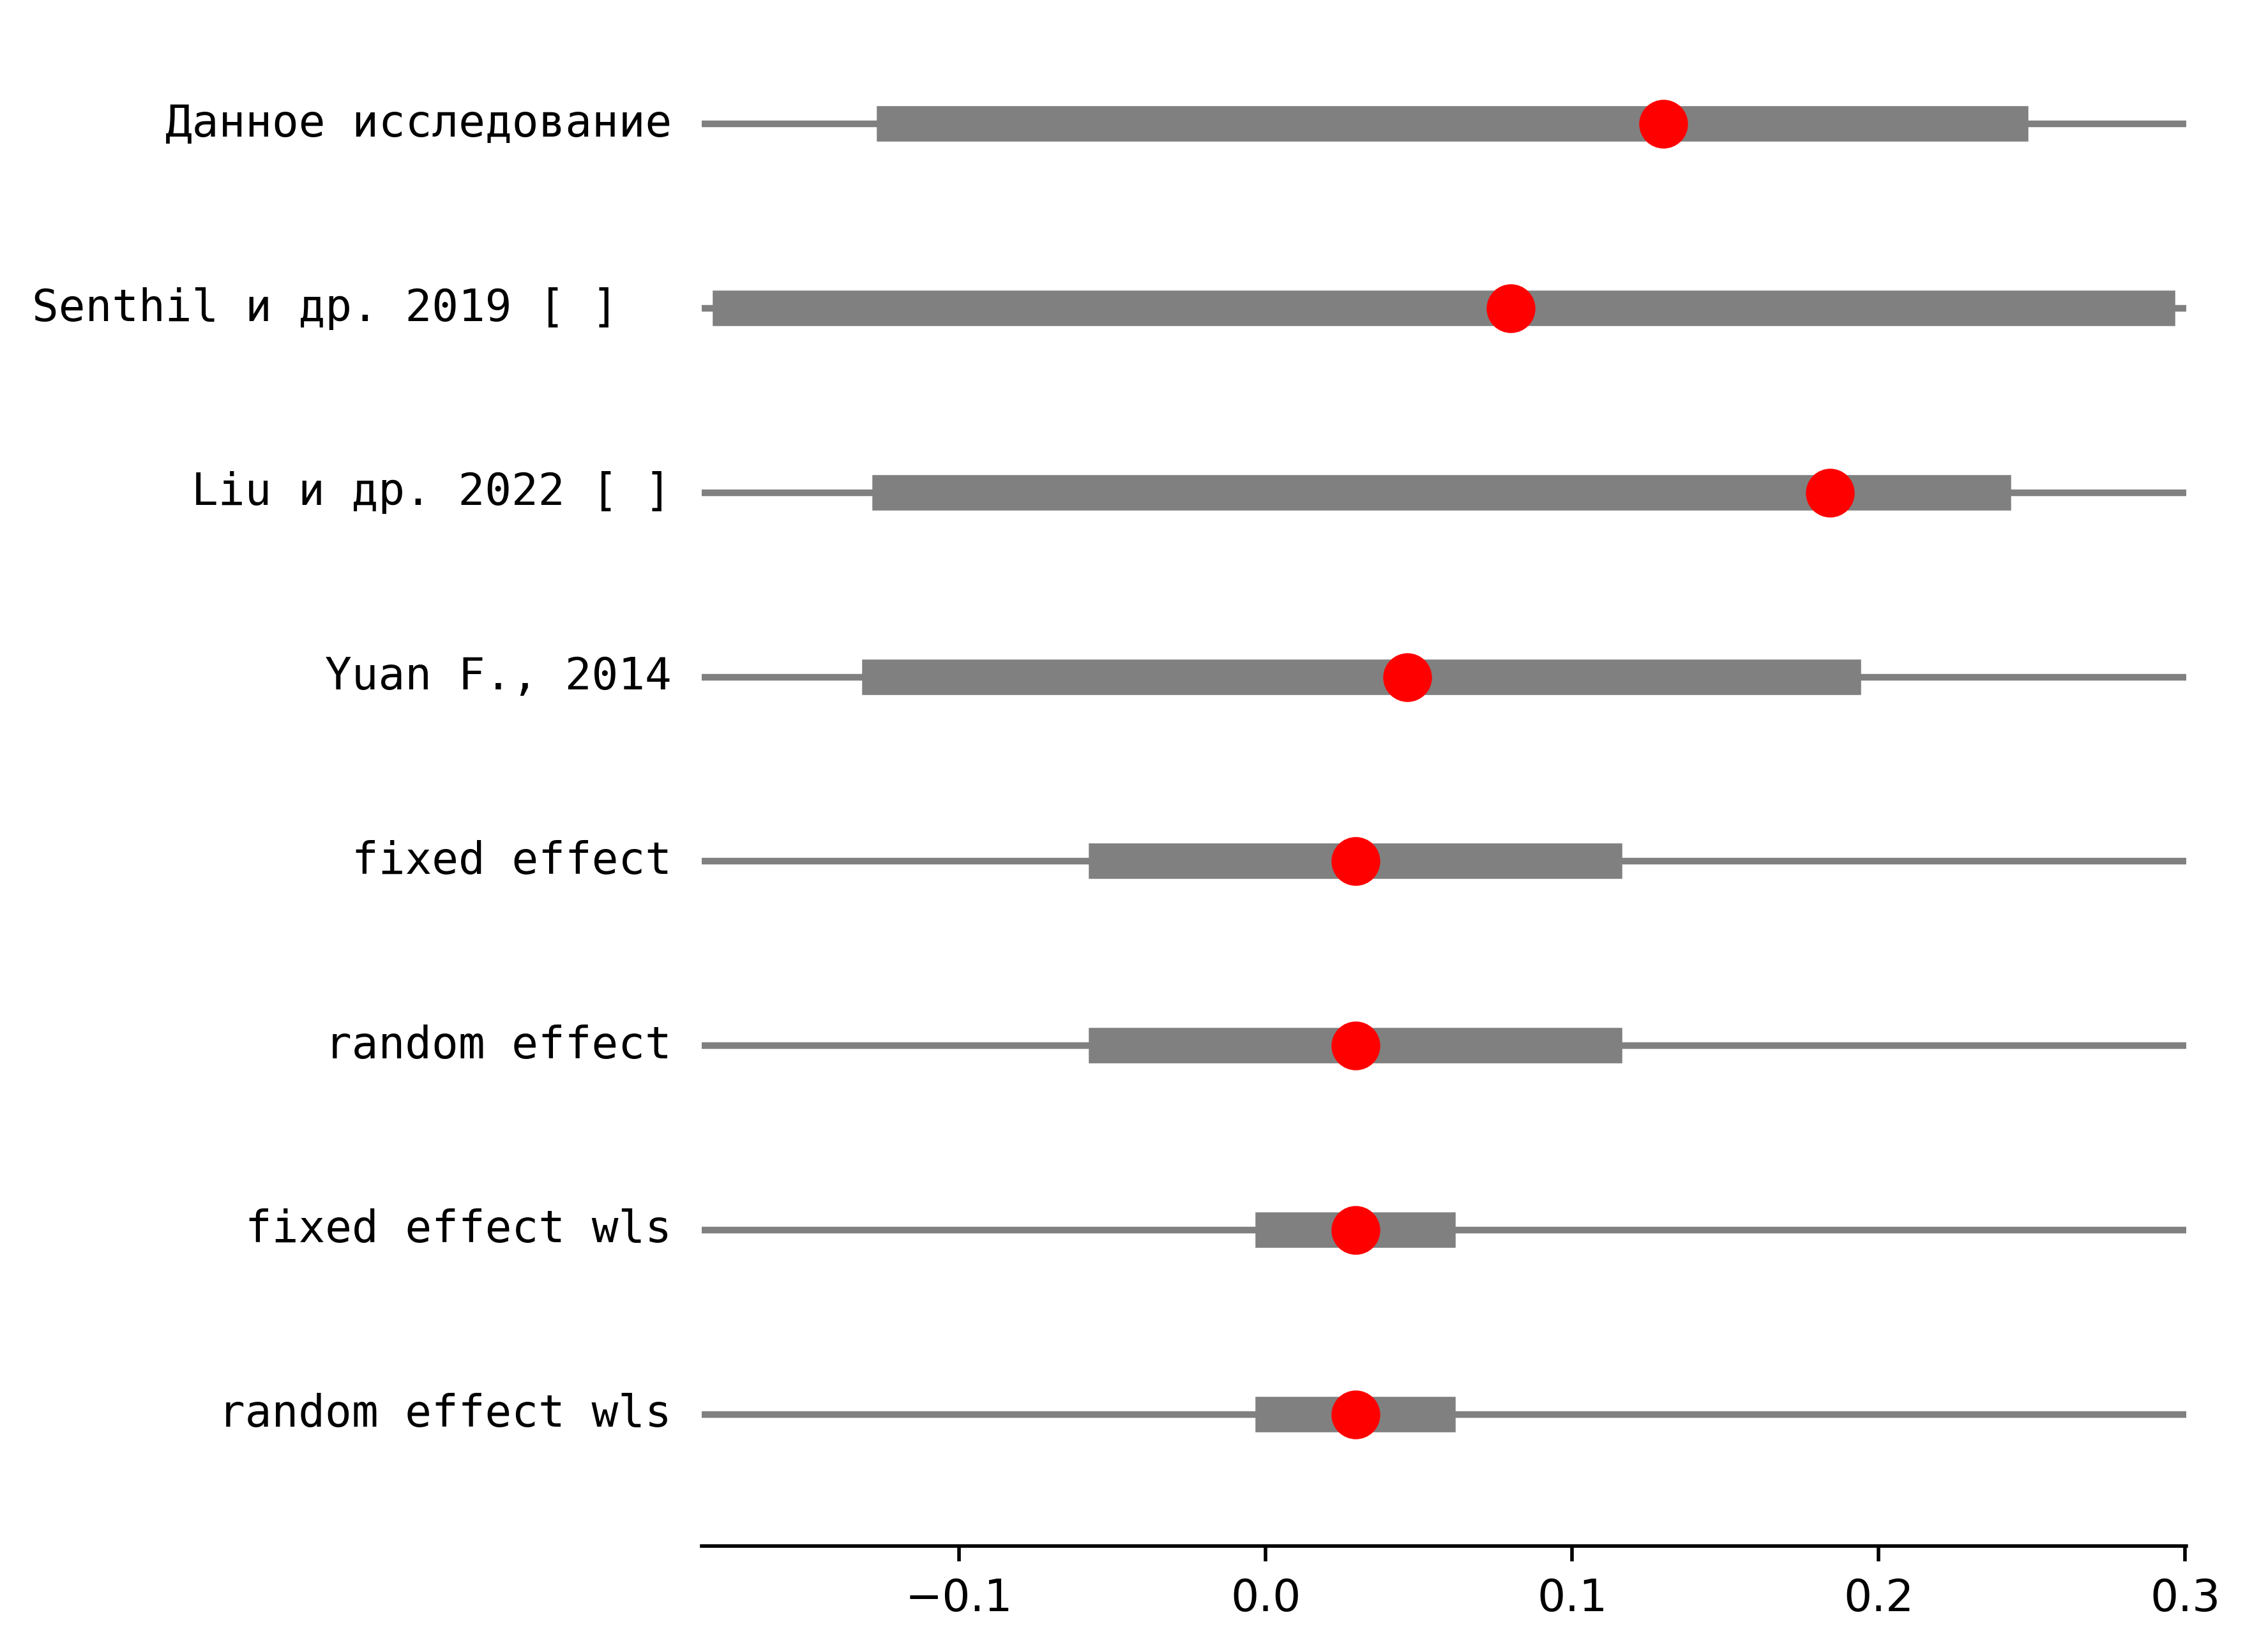 Данное исследование
Senthil и др. 2019 [ ]
Liu и др. 2022 [ ]
Yuan F., 2014
fixed effect
random effect
fixed effect wls
random effect wls
−0.1 0.0 0.1 0.2 0.3